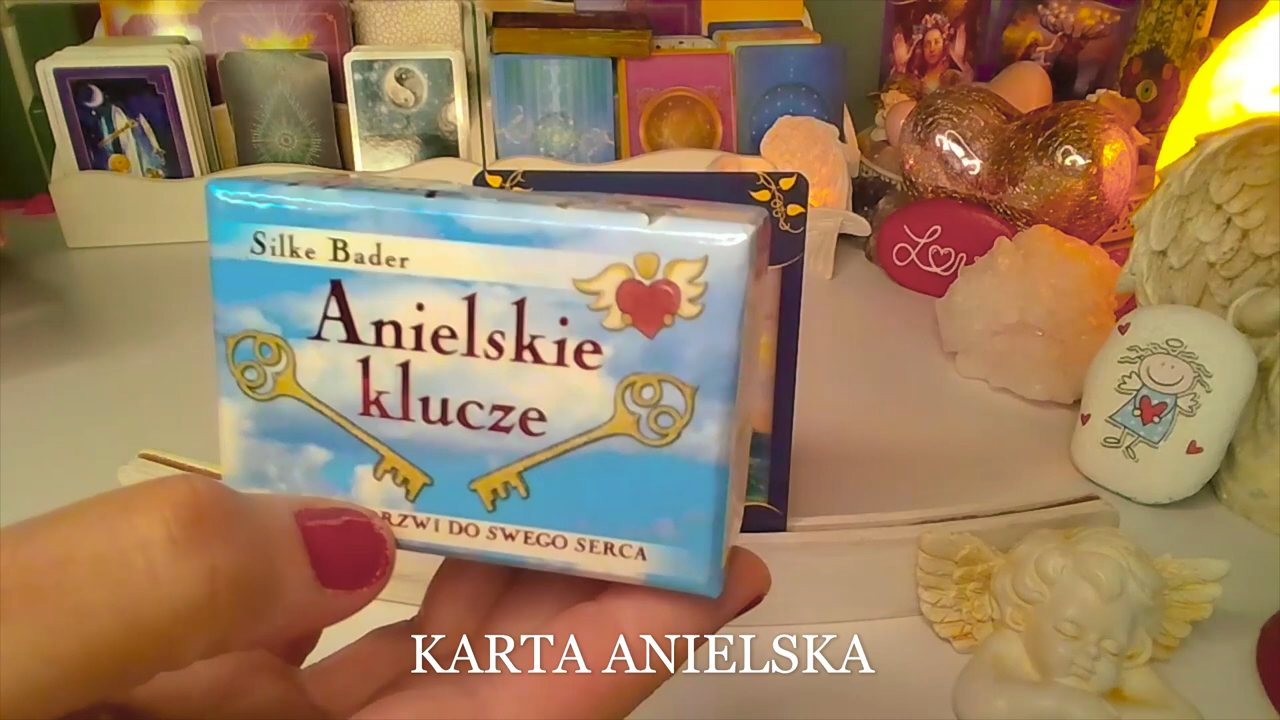 Silke Bader
Anielskie
klucze
DO SWEGO SERCA
Love
KARTA ANIELSKA